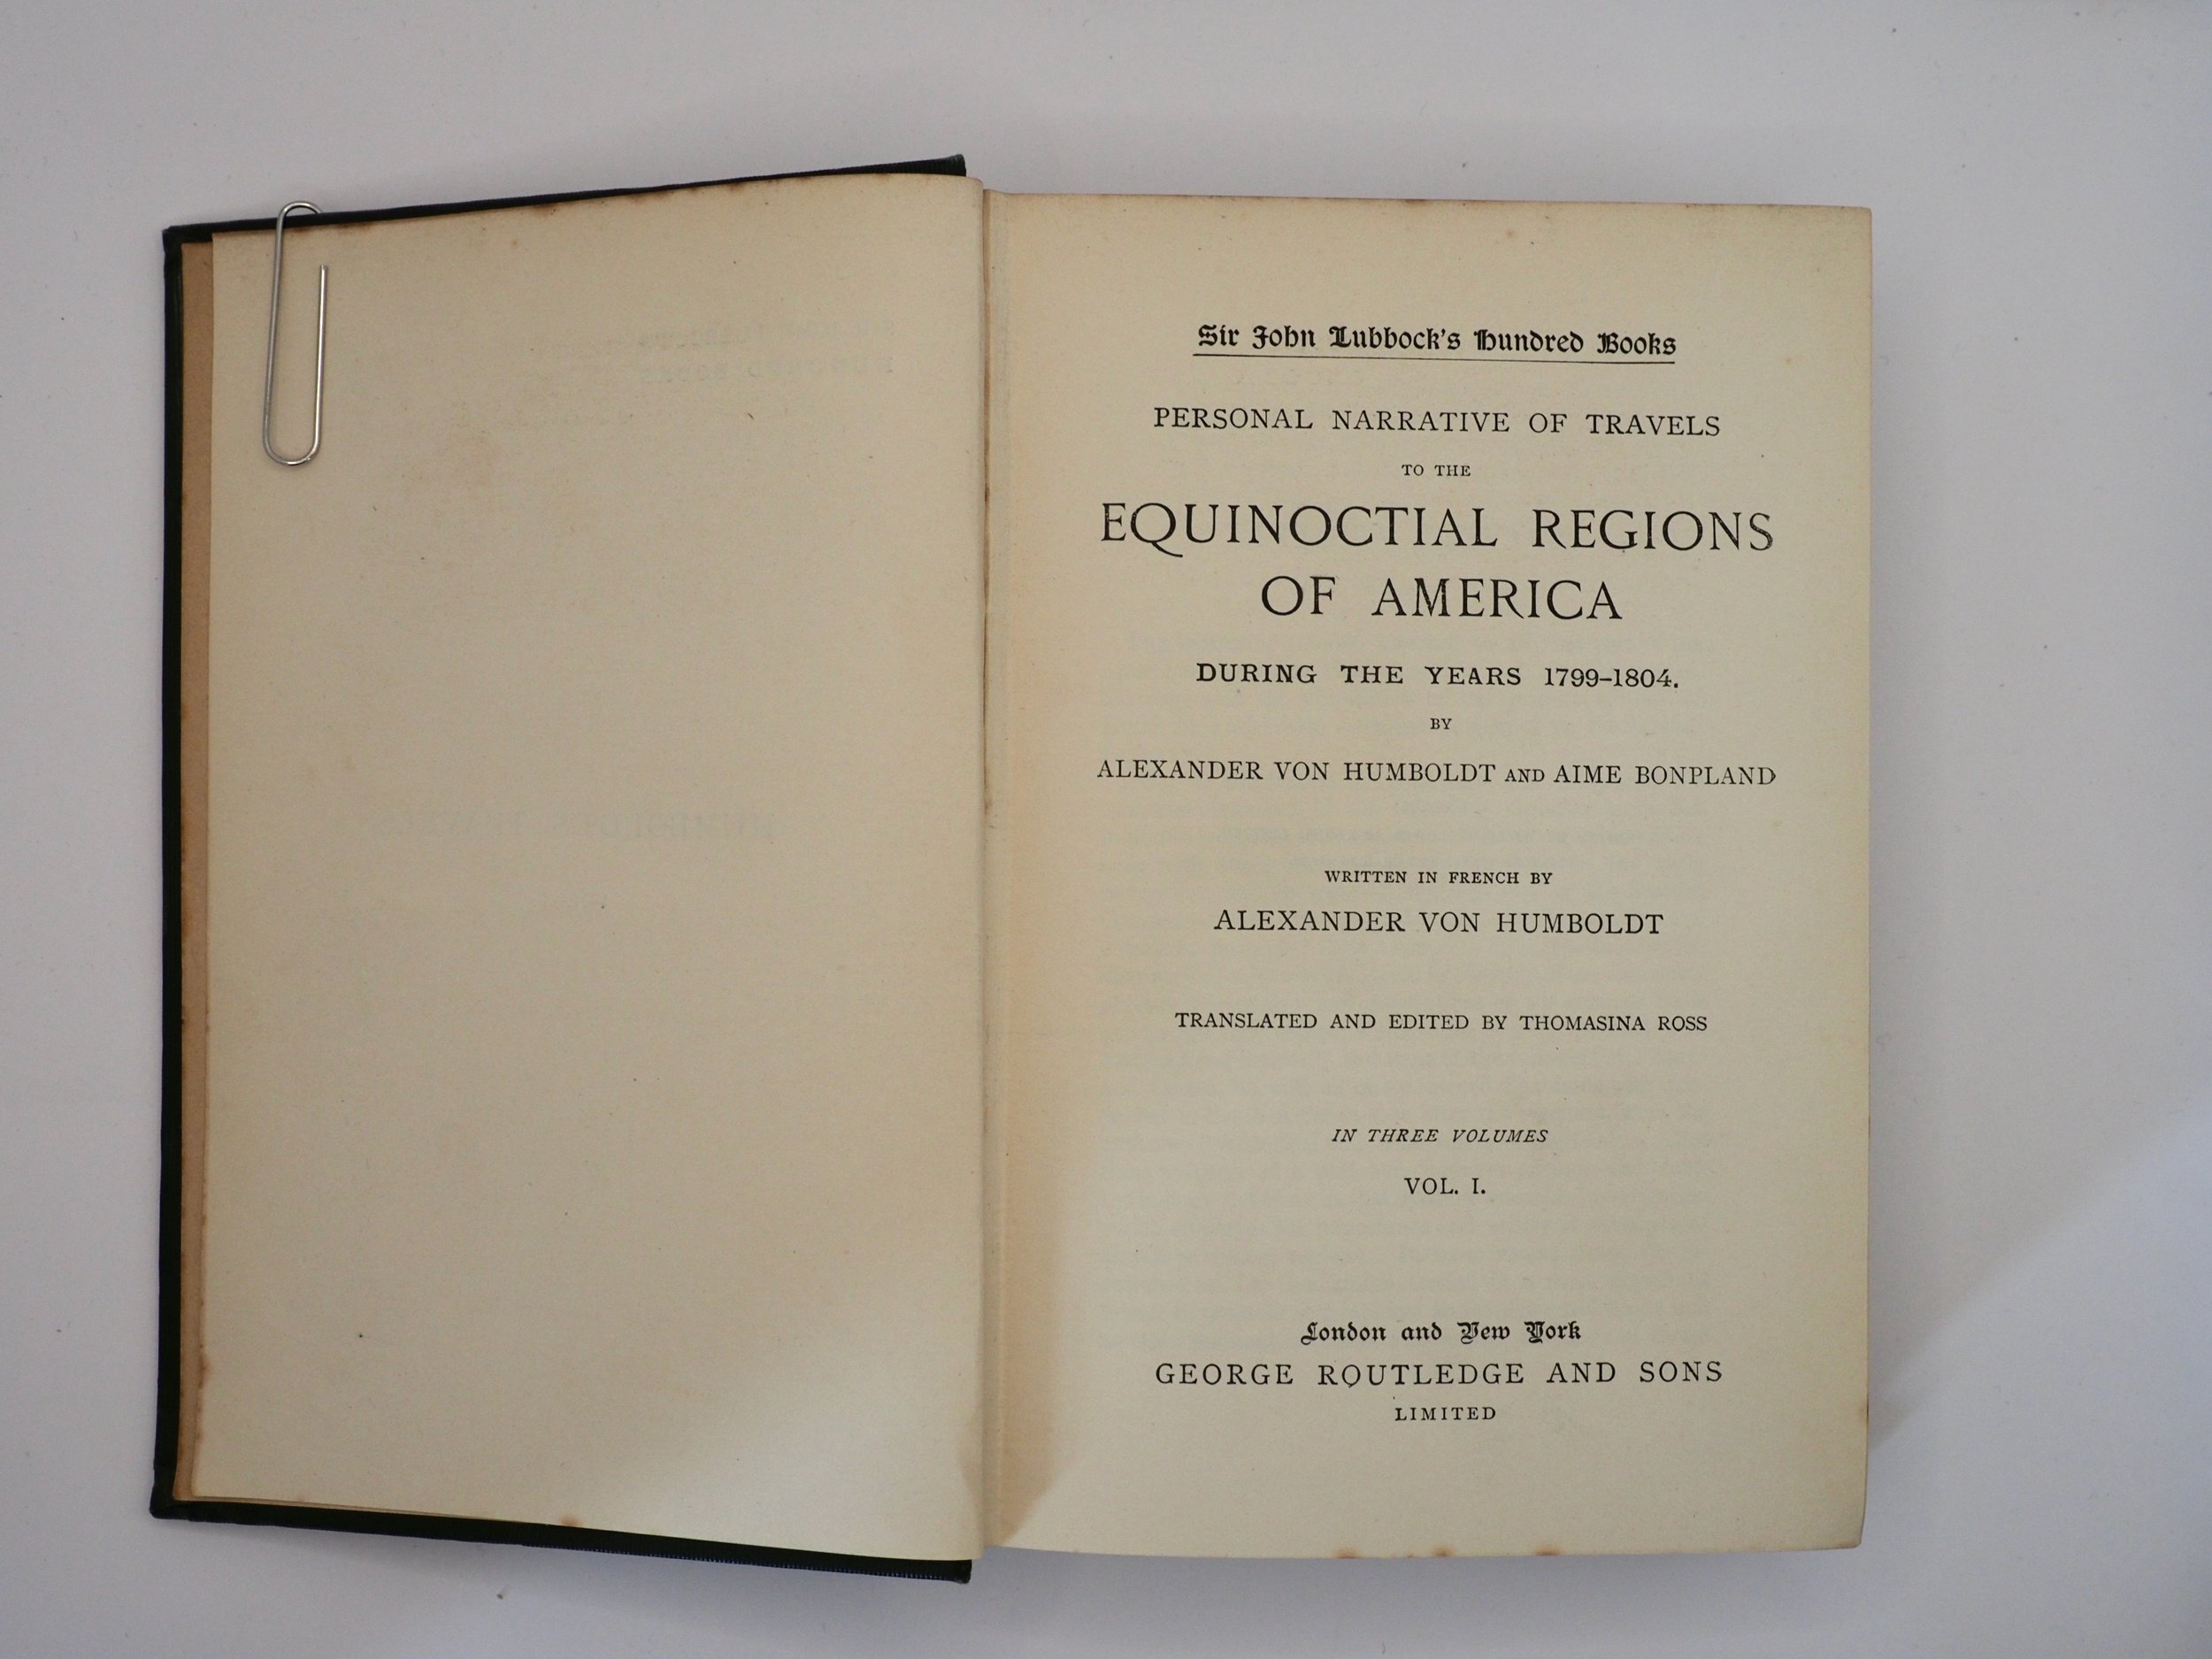 Sir John Lubbock's Hundred Books
PERSONAL NARRATIVE OF TRAVELS
TO THE
EQUINOCTIAL REGIONS
OF AMERICA
DURING THE YEARS 1799–1804.
BY
ALEXANDER VON HUMBOLDT AND AIME BONPLAND
WRITTEN IN FRENCH BY
ALEXANDER VON HUMBOLDT
TRANSLATED AND EDITED BY THOMASINA ROSS
IN THREE VOLUMES
VOL. I.
London and New York
GEORGE ROUTLEDGE AND SONS
LIMITED